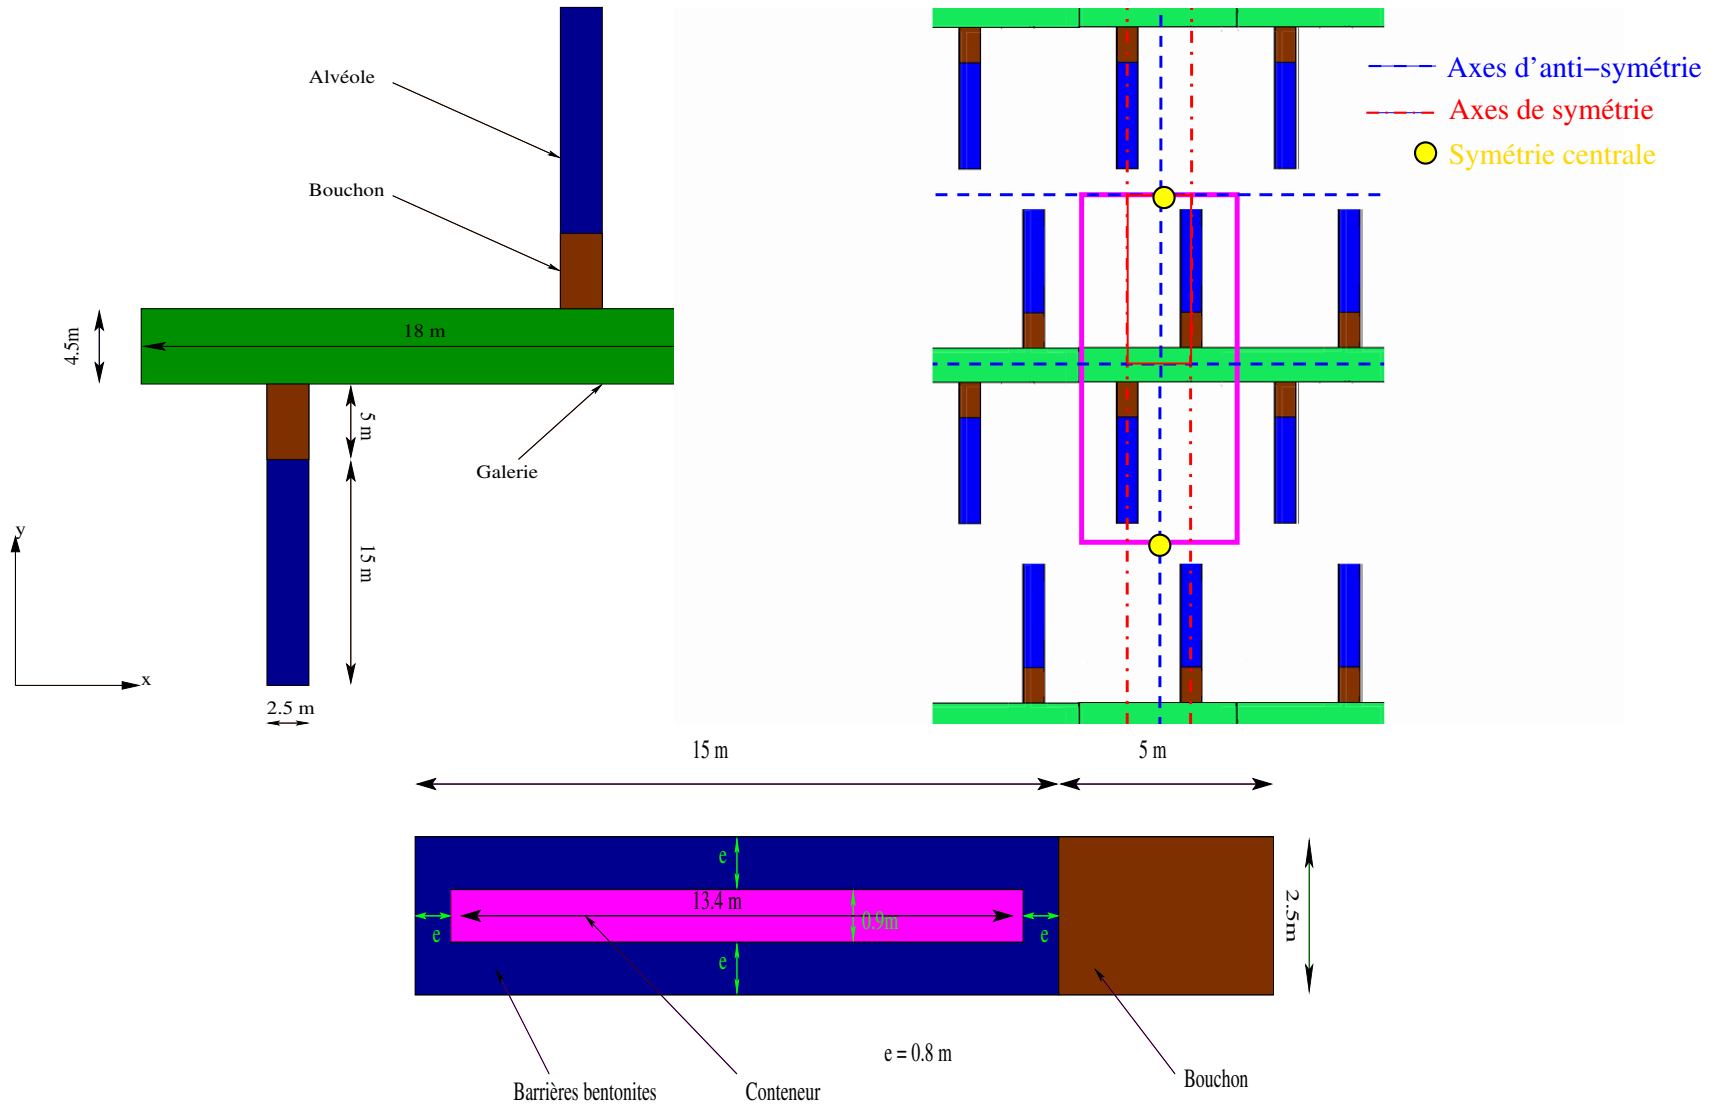 Alvéole
Bouchon
18 m
4.5m
5 m
Galerie
15 m
y
x
2.5 m
Axes d'anti-symétrie
Axes de symétrie
Symétrie centrale
15 m
5 m
e
13.4 m
0.9m
e
e
e
2.5m
e = 0.8 m
Barrières bentonites
Conteneur
Bouchon